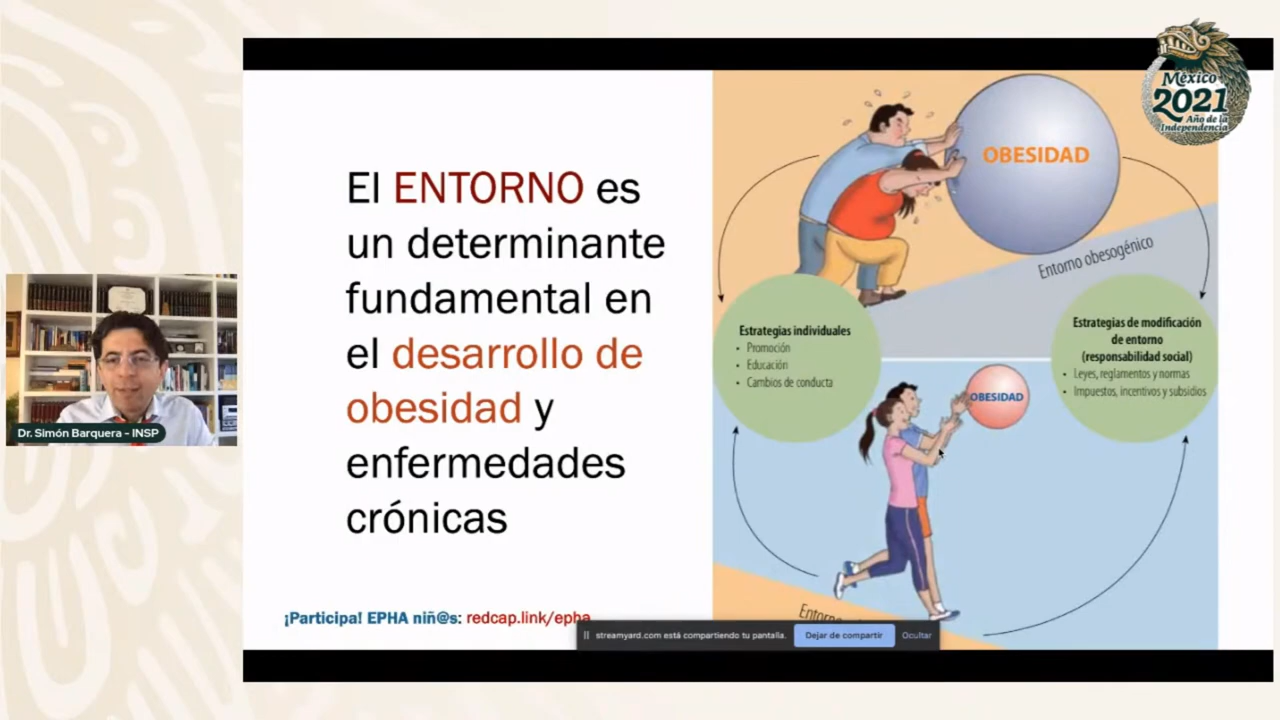 El ENTORNO es
un determinante
fundamental en
el desarrollo de
obesidad y
enfermedades
crónicas
¡Participa! EPHA niñ@s: redcap.link/epha
OBESIDAD
Entorno obesogénico
Estrategias individuales
• Promoción
• Educación
• Cambios de conducta
Estrategias de modificación
de entorno
(responsabilidad social)
• Leyes, reglamentos y normas
• Impuestos, incentivos y subsidios
OBESIDAD
Entorno
streamyard.com está compartiendo tu pantalla.
Dejar de compartir
Ocultar
Dr. Simón Barquera - INSP
México
2021
Año de la
Independencia